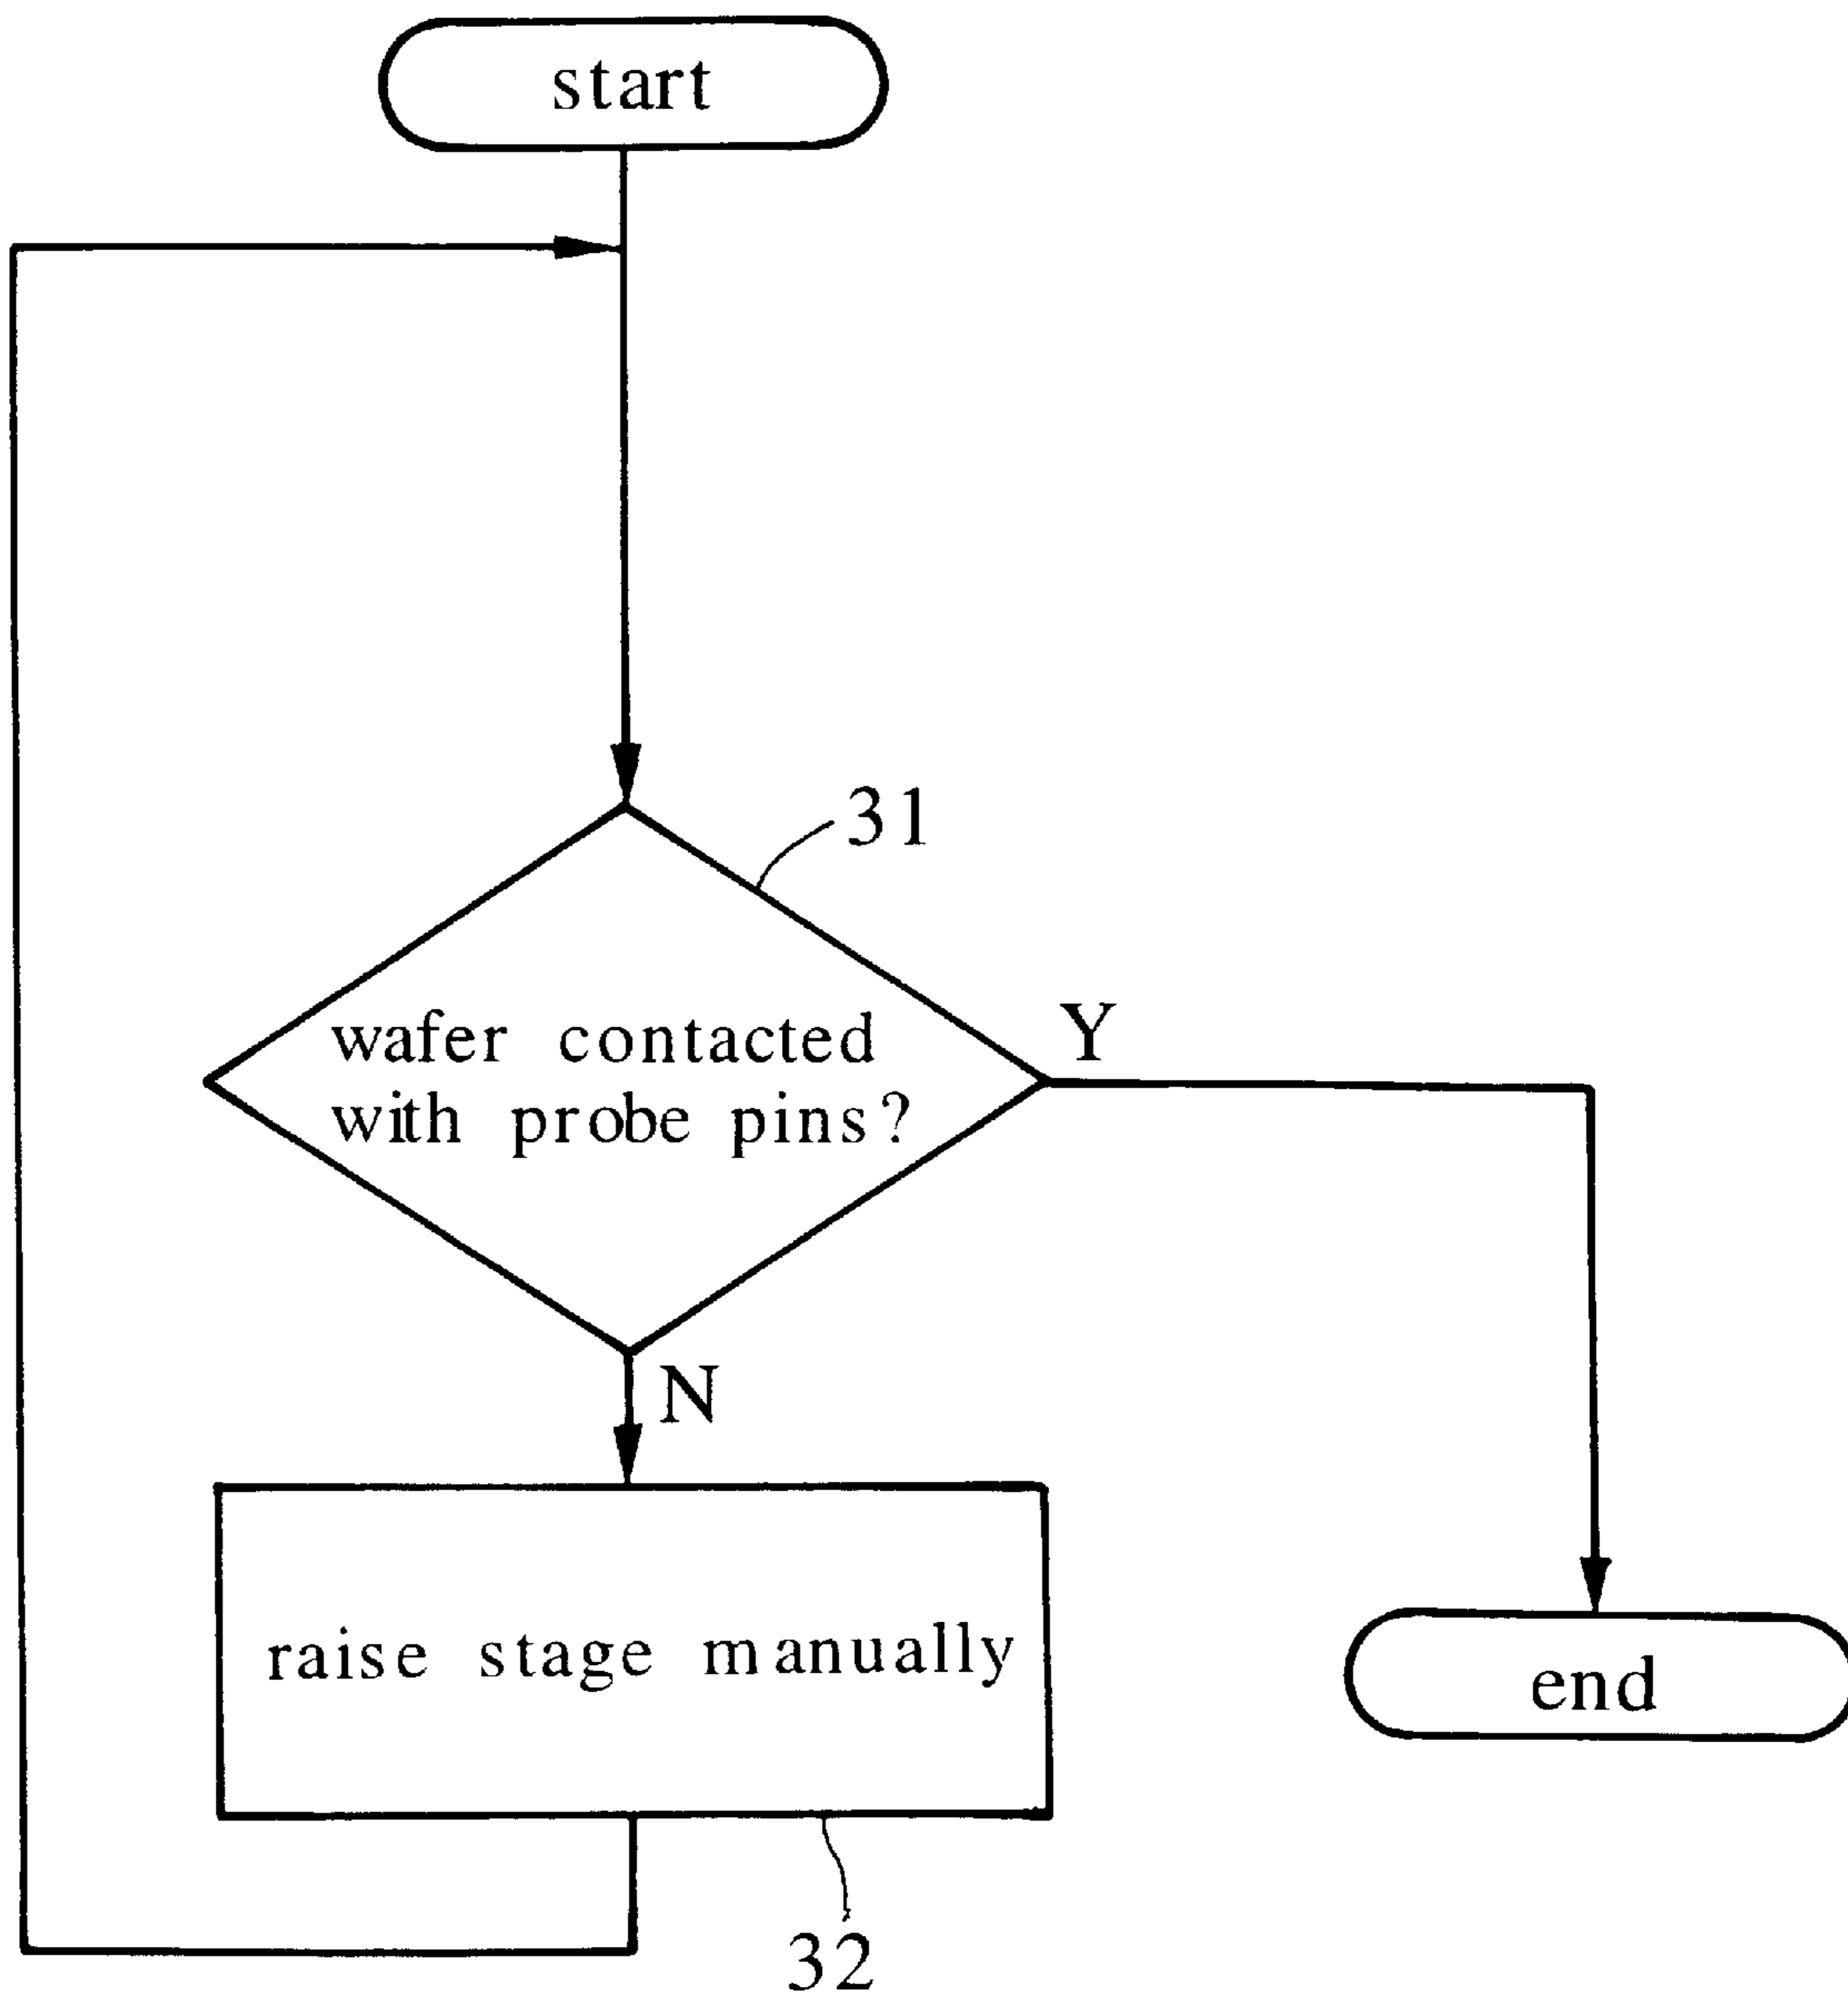 start
31
wafer contacted
with probe pins?
Y
N
raise stage manually
end
32